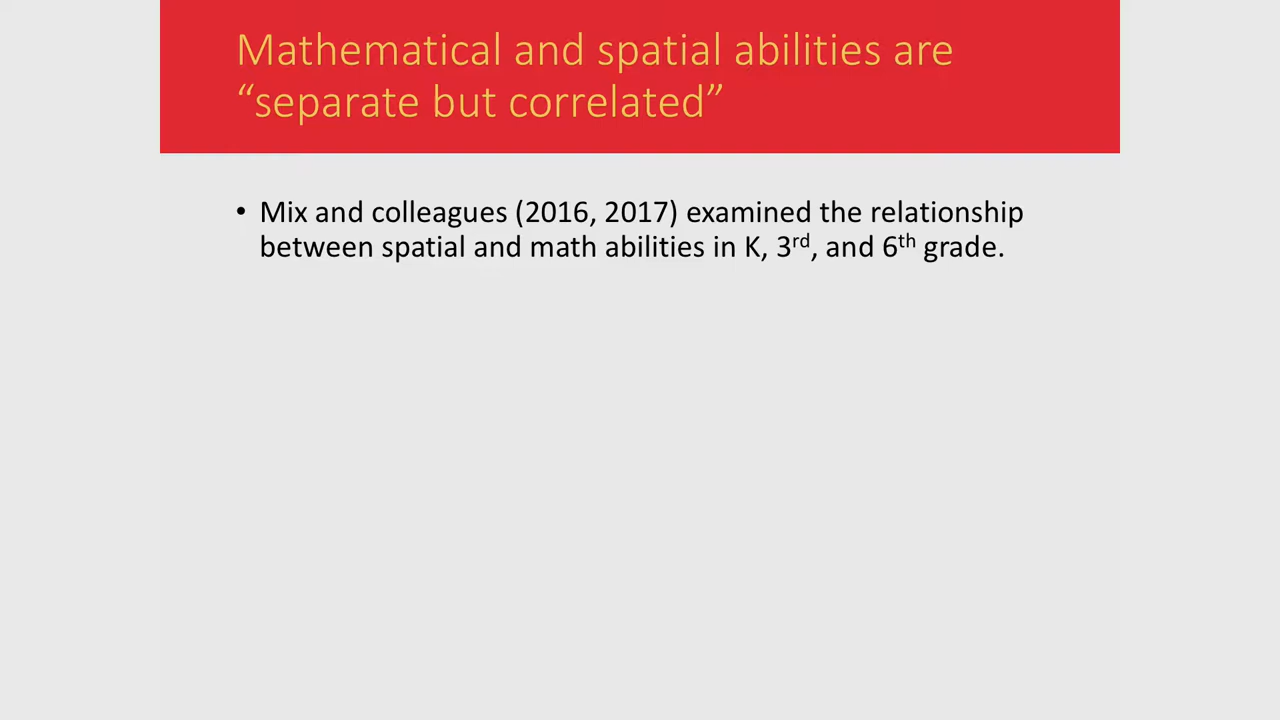 Mathematical and spatial abilities are
“separate but correlated”
• Mix and colleagues (2016, 2017) examined the relationship
between spatial and math abilities in K, 3rd, and 6th grade.